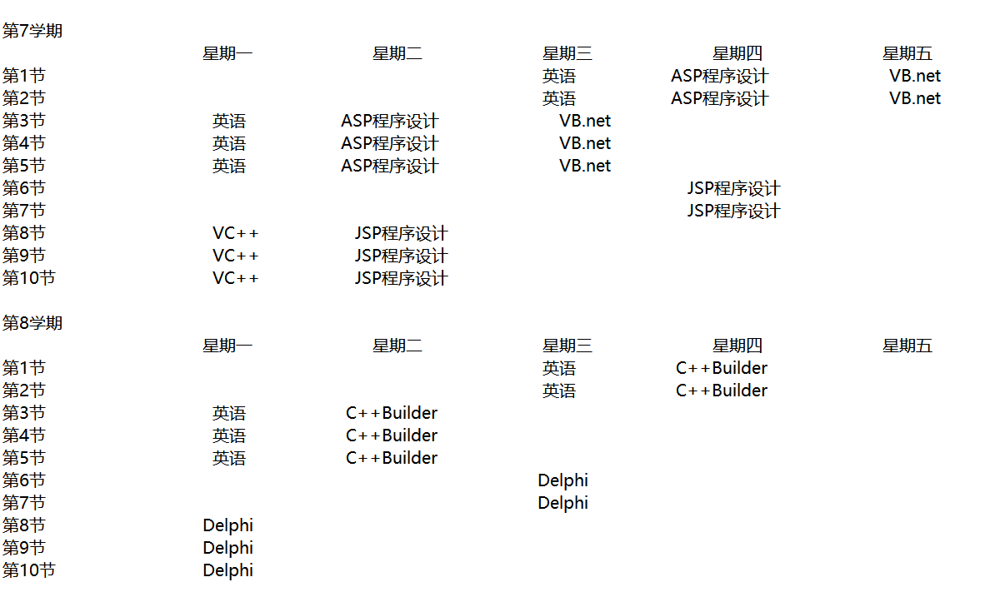 第7学期
星期一 星期二 星期三 星期四 星期五
第1节 英语 ASP程序设计 VB.net
第2节 英语 ASP程序设计 VB.net
第3节 英语 ASP程序设计 VB.net
第4节 英语 ASP程序设计 VB.net
第5节 英语 ASP程序设计 VB.net
第6节 JSP程序设计
第7节 JSP程序设计
第8节 VC++ JSP程序设计
第9节 VC++ JSP程序设计
第10节 VC++ JSP程序设计
第8学期
星期一 星期二 星期三 星期四 星期五
第1节 英语 C++Builder
第2节 英语 C++Builder
第3节 英语 C++Builder
第4节 英语 C++Builder
第5节 英语 C++Builder
第6节 Delphi
第7节 Delphi
第8节 Delphi
第9节 Delphi
第10节 Delphi